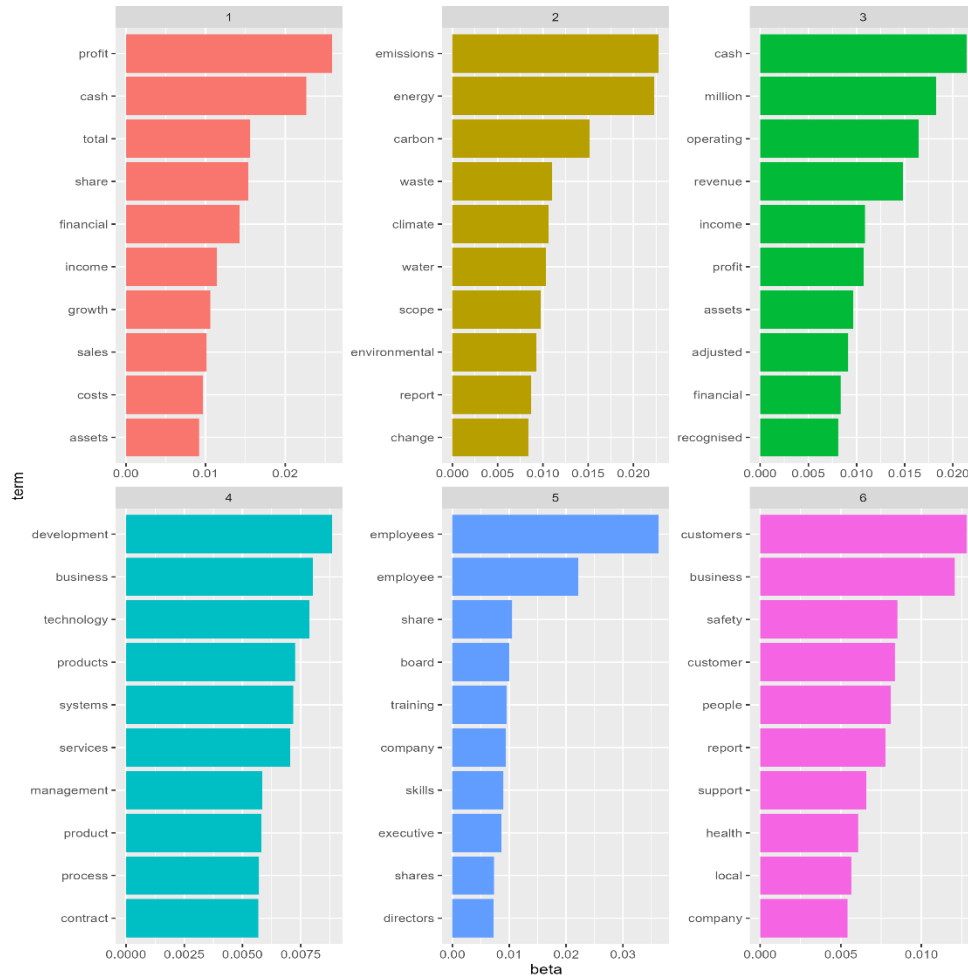 1 2 3
profit emissions cash
cash energy million
total carbon operating
share waste revenue
financial climate income
income water profit
growth scope assets
sales environmental adjusted
costs report financial
assets change recognised
0.00 0.01 0.02 0.000 0.005 0.010 0.015 0.020 0.000 0.005 0.010 0.015 0.020
term
4 5 6
development employees customers
business employee business
technology share safety
products board customer
systems training people
services company report
management skills support
product executive health
process shares local
contract directors company
0.0000 0.0025 0.0050 0.0075 0.00 0.01 0.02 0.03 0.000 0.005 0.010
beta